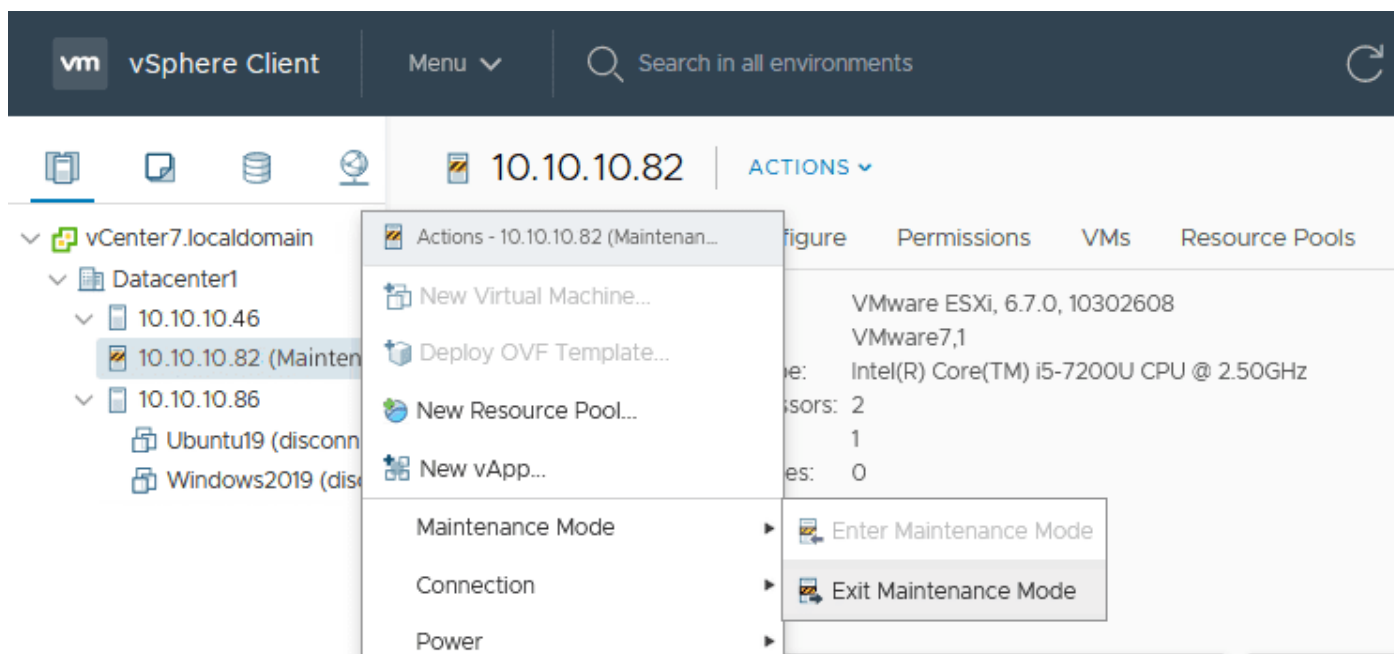 vm vSphere Client Menu Search in all environments
10.10.10.82 ACTIONS
vCenter7.localdomain
Datacenter1
10.10.10.46
10.10.10.82 (Mainten
10.10.10.86
Ubuntu19 (disconn
Windows2019 (disc
Actions - 10.10.10.82 (Maintenan...
New Virtual Machine...
Deploy OVF Template...
New Resource Pool...
New vApp...
Maintenance Mode
Connection
Power
Enter Maintenance Mode
Exit Maintenance Mode
figure Permissions VMs Resource Pools
VMware ESXi, 6.7.0, 10302608
VMware7,1
pe: Intel(R) Core(TM) i5-7200U CPU @ 2.50GHz
ssors: 2
1
es: 0